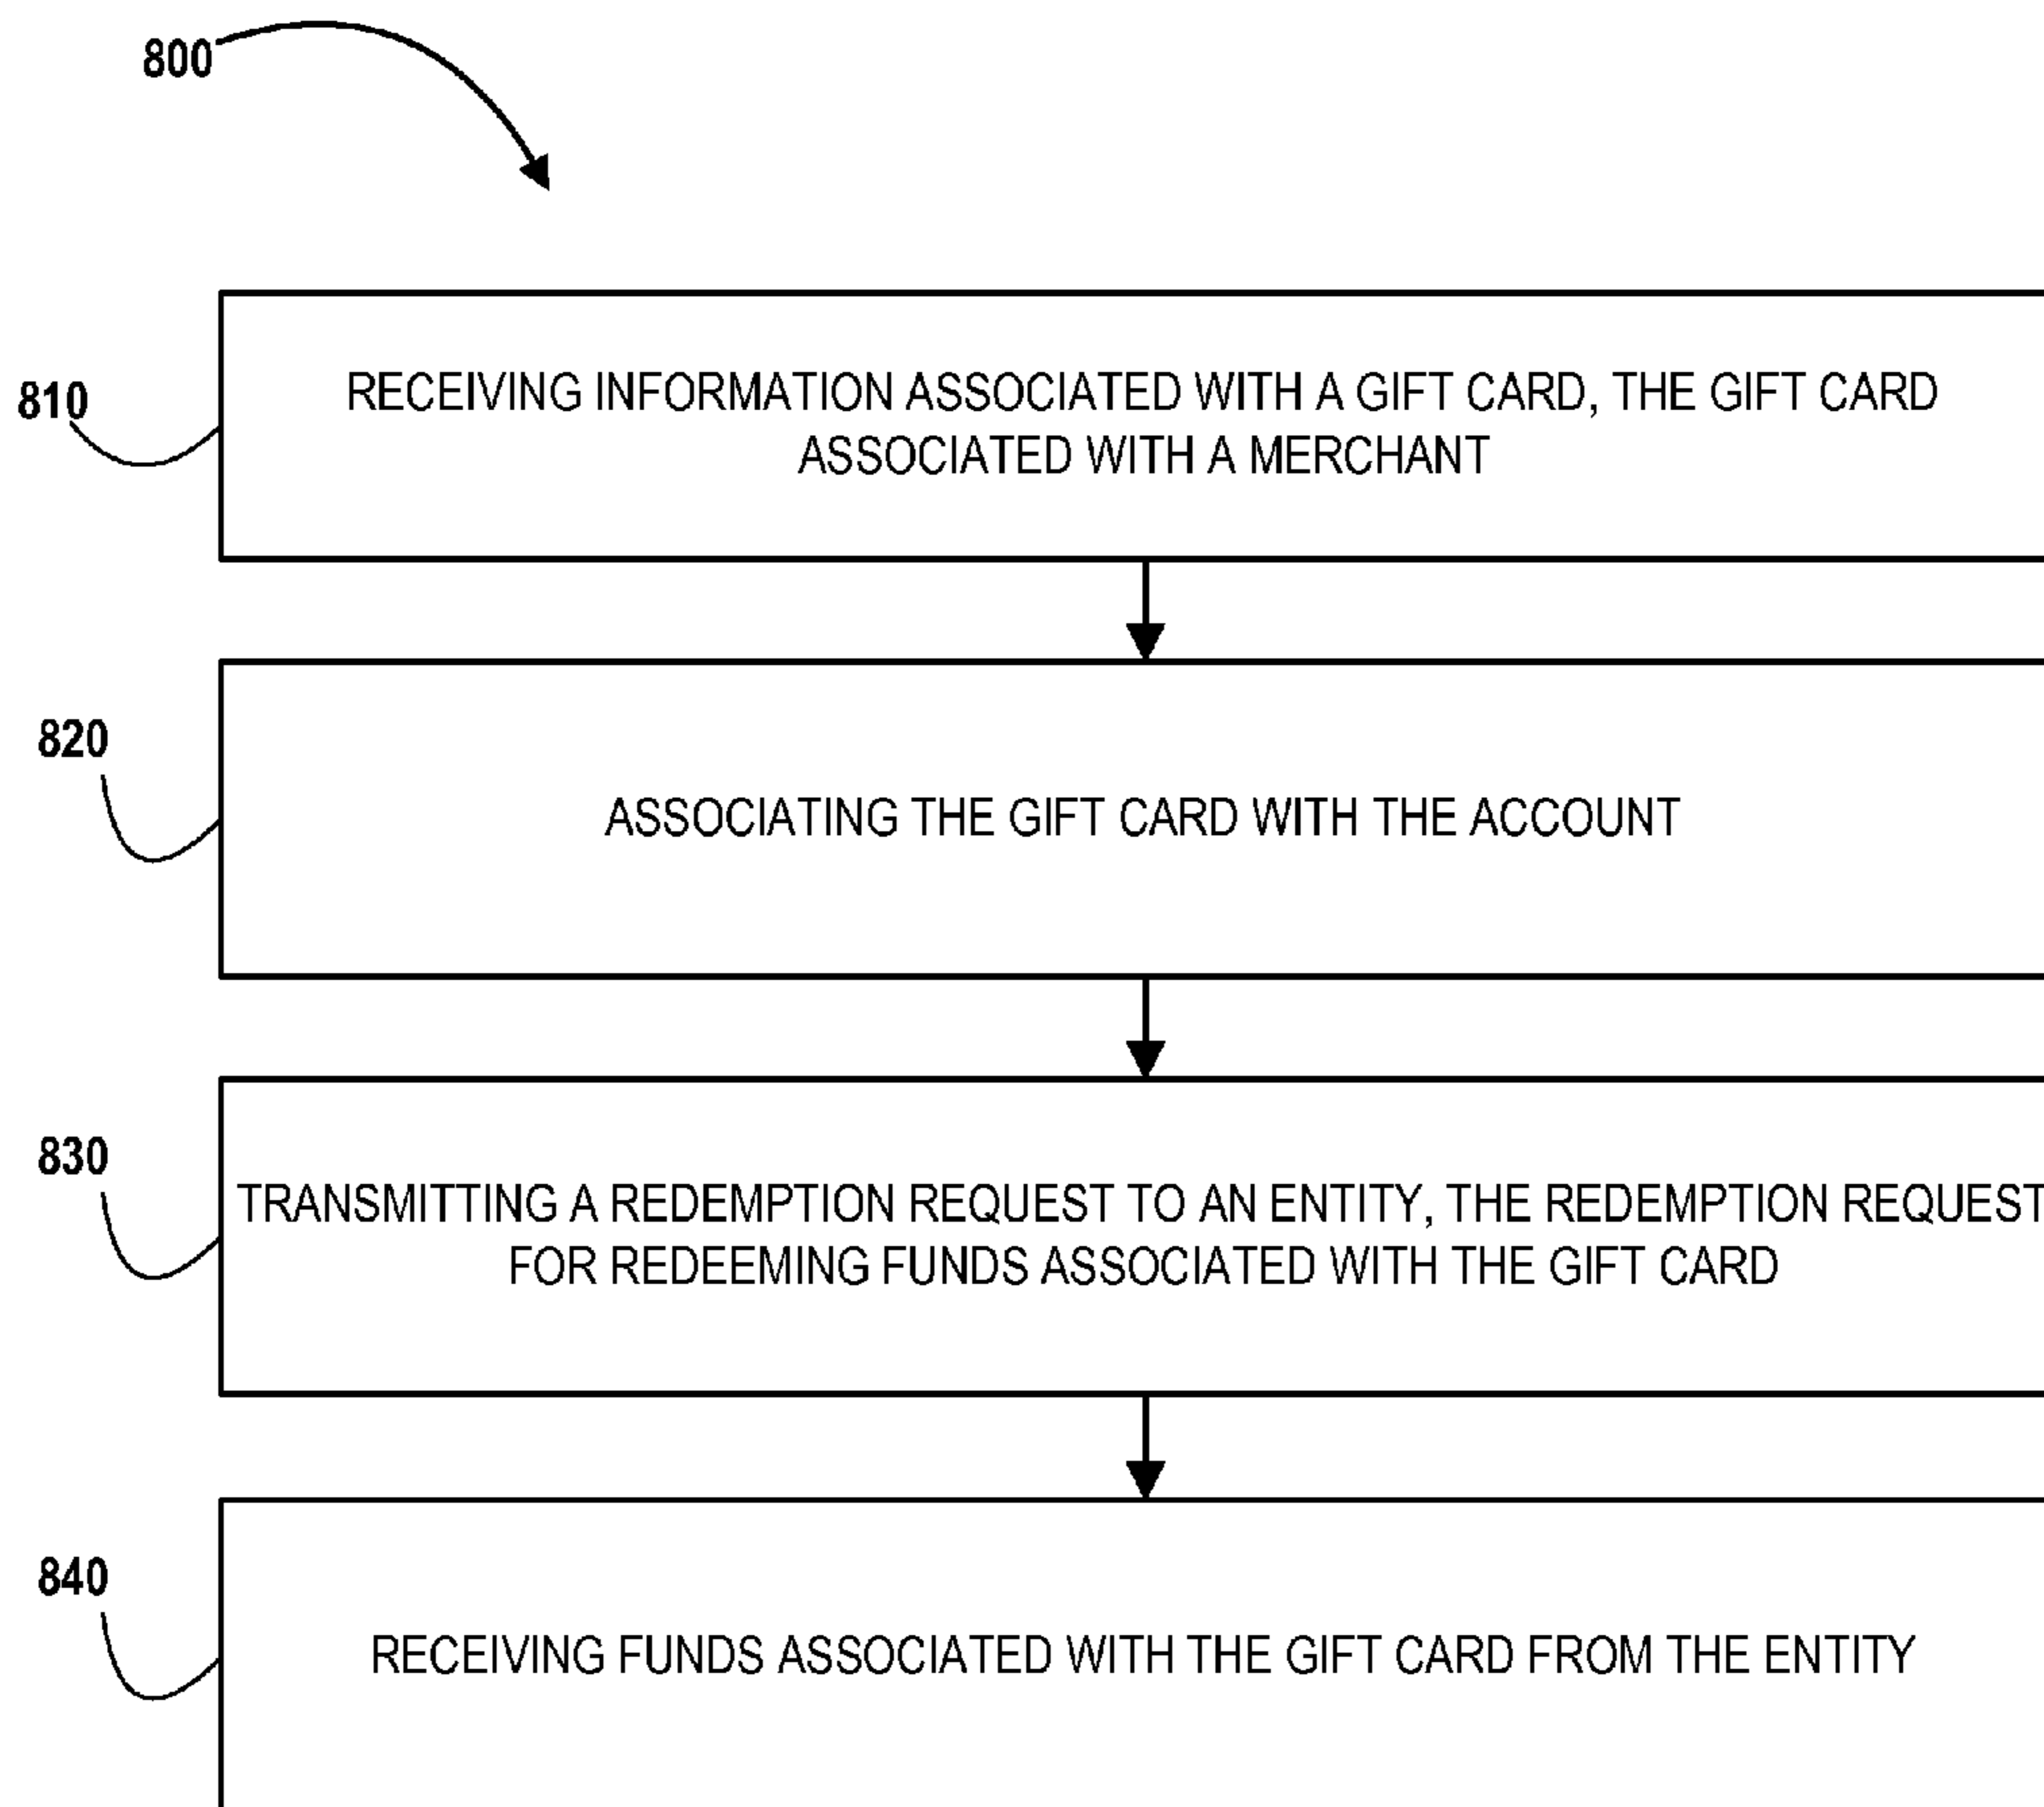 800
810
RECEIVING INFORMATION ASSOCIATED WITH A GIFT CARD, THE GIFT CARD
ASSOCIATED WITH A MERCHANT
820
ASSOCIATING THE GIFT CARD WITH THE ACCOUNT
830
TRANSMITTING A REDEMPTION REQUEST TO AN ENTITY, THE REDEMPTION REQUEST
FOR REDEEMING FUNDS ASSOCIATED WITH THE GIFT CARD
840
RECEIVING FUNDS ASSOCIATED WITH THE GIFT CARD FROM THE ENTITY